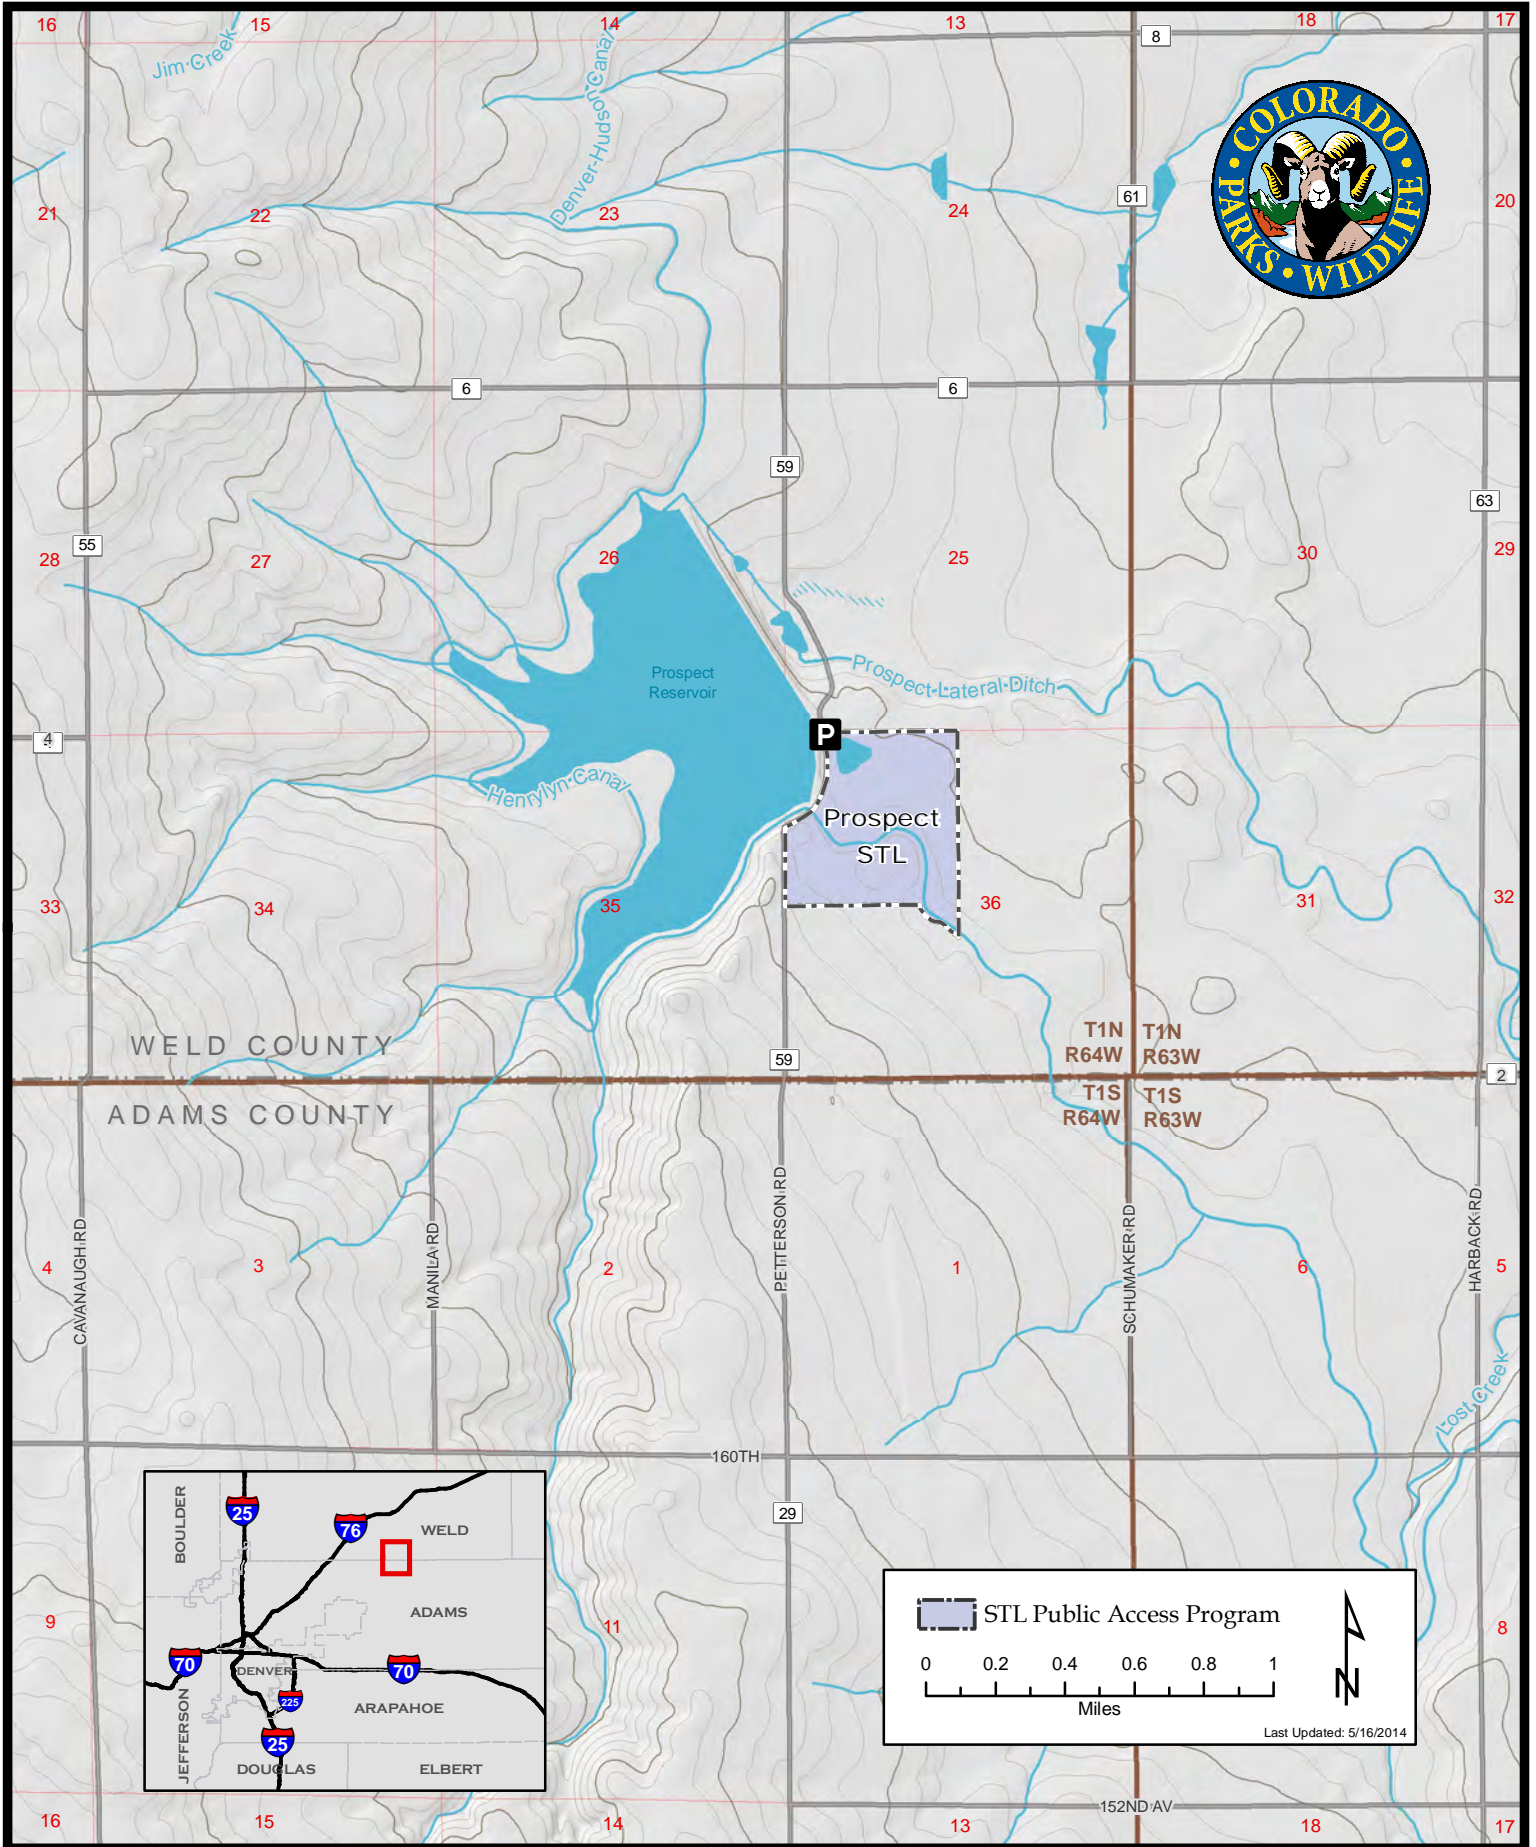 16
15
14
13
18
17
Jim Creek
Denver-Hudson Canal
8
COLORADO
PARKS • WILDLIFE
21
22
23
24
61
20
6
6
59
63
55
28
27
26
25
30
29
Prospect
Reservoir
Prospect Lateral Ditch
4
P
Henrylyn Canal
Prospect
STL
33
34
35
36
31
32
WELD COUNTY
59
T1N
R64W
T1N
R63W
2
ADAMS COUNTY
T1S
R64W
T1S
R63W
CAVANAUGH RD
MANILA RD
PETTERSON RD
SCHUMAKER RD
HARBACK RD
4
3
2
1
6
5
Lost Creek
160TH
29
BOULDER
25
76
WELD
ADAMS
70
DENVER
70
225
ARAPAHOE
JEFFERSON
25
DOUGLAS
ELBERT
9
11
8
STL Public Access Program
0 0.2 0.4 0.6 0.8 1
Miles
N
Last Updated: 5/16/2014
152ND AV
16
15
14
13
18
17